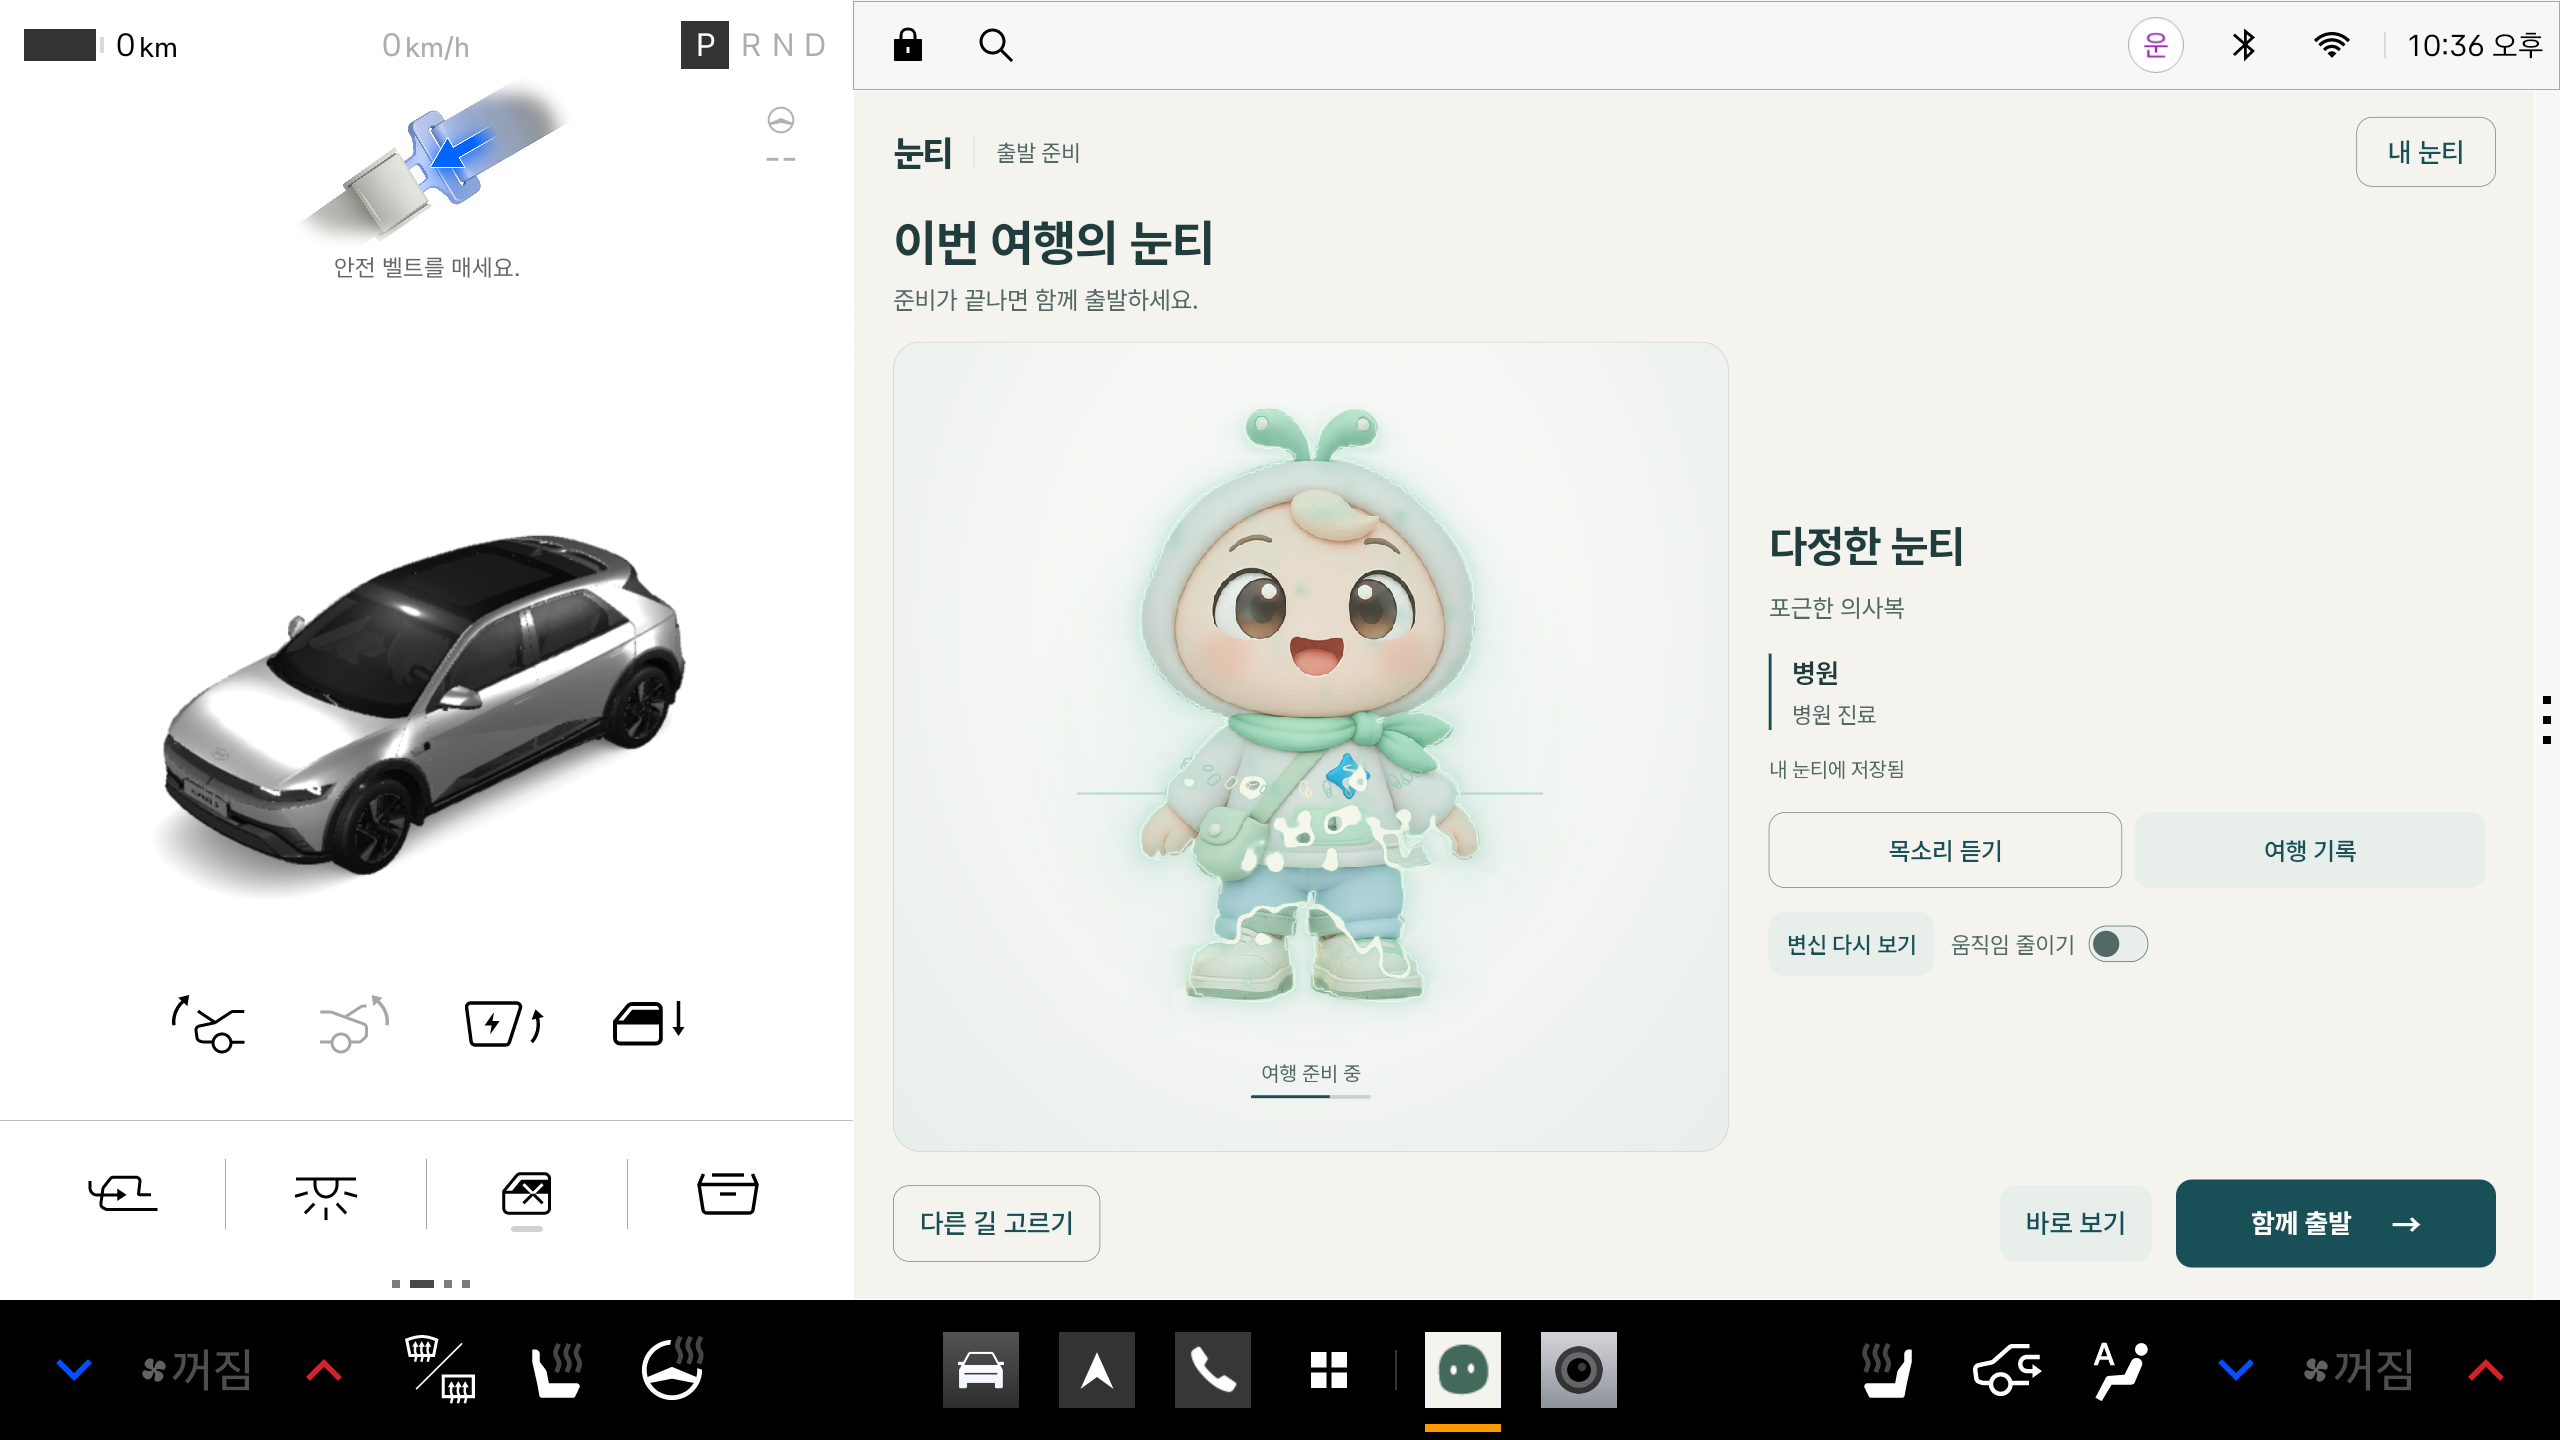 0 km
0 km/h
P R N D
안전 벨트를 매세요.
운
10:36 오후
눈티
출발 준비
내 눈티
이번 여행의 눈티
준비가 끝나면 함께 출발하세요.
다정한 눈티
포근한 의사복
병원
병원 진료
내 눈티에 저장됨
목소리 듣기
여행 기록
변신 다시 보기
움직임 줄이기
여행 준비 중
다른 길 고르기
바로 보기
함께 출발 →
꺼짐
A
꺼짐